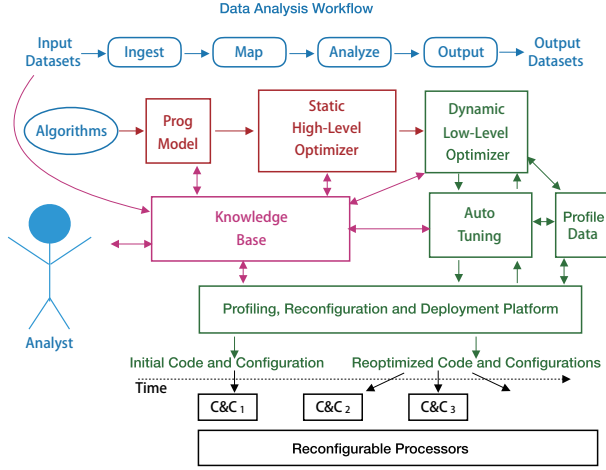 Data Analysis Workflow
Input
Datasets
Ingest
Map
Analyze
Output
Output
Datasets
Algorithms
Prog
Model
Static
High-Level
Optimizer
Dynamic
Low-Level
Optimizer
Knowledge
Base
Auto
Tuning
Profile
Data
Analyst
Profiling, Reconfiguration and Deployment Platform
Initial Code and Configuration
Reoptimized Code and Configurations
Time
C&C 1
C&C 2
C&C 3
Reconfigurable Processors